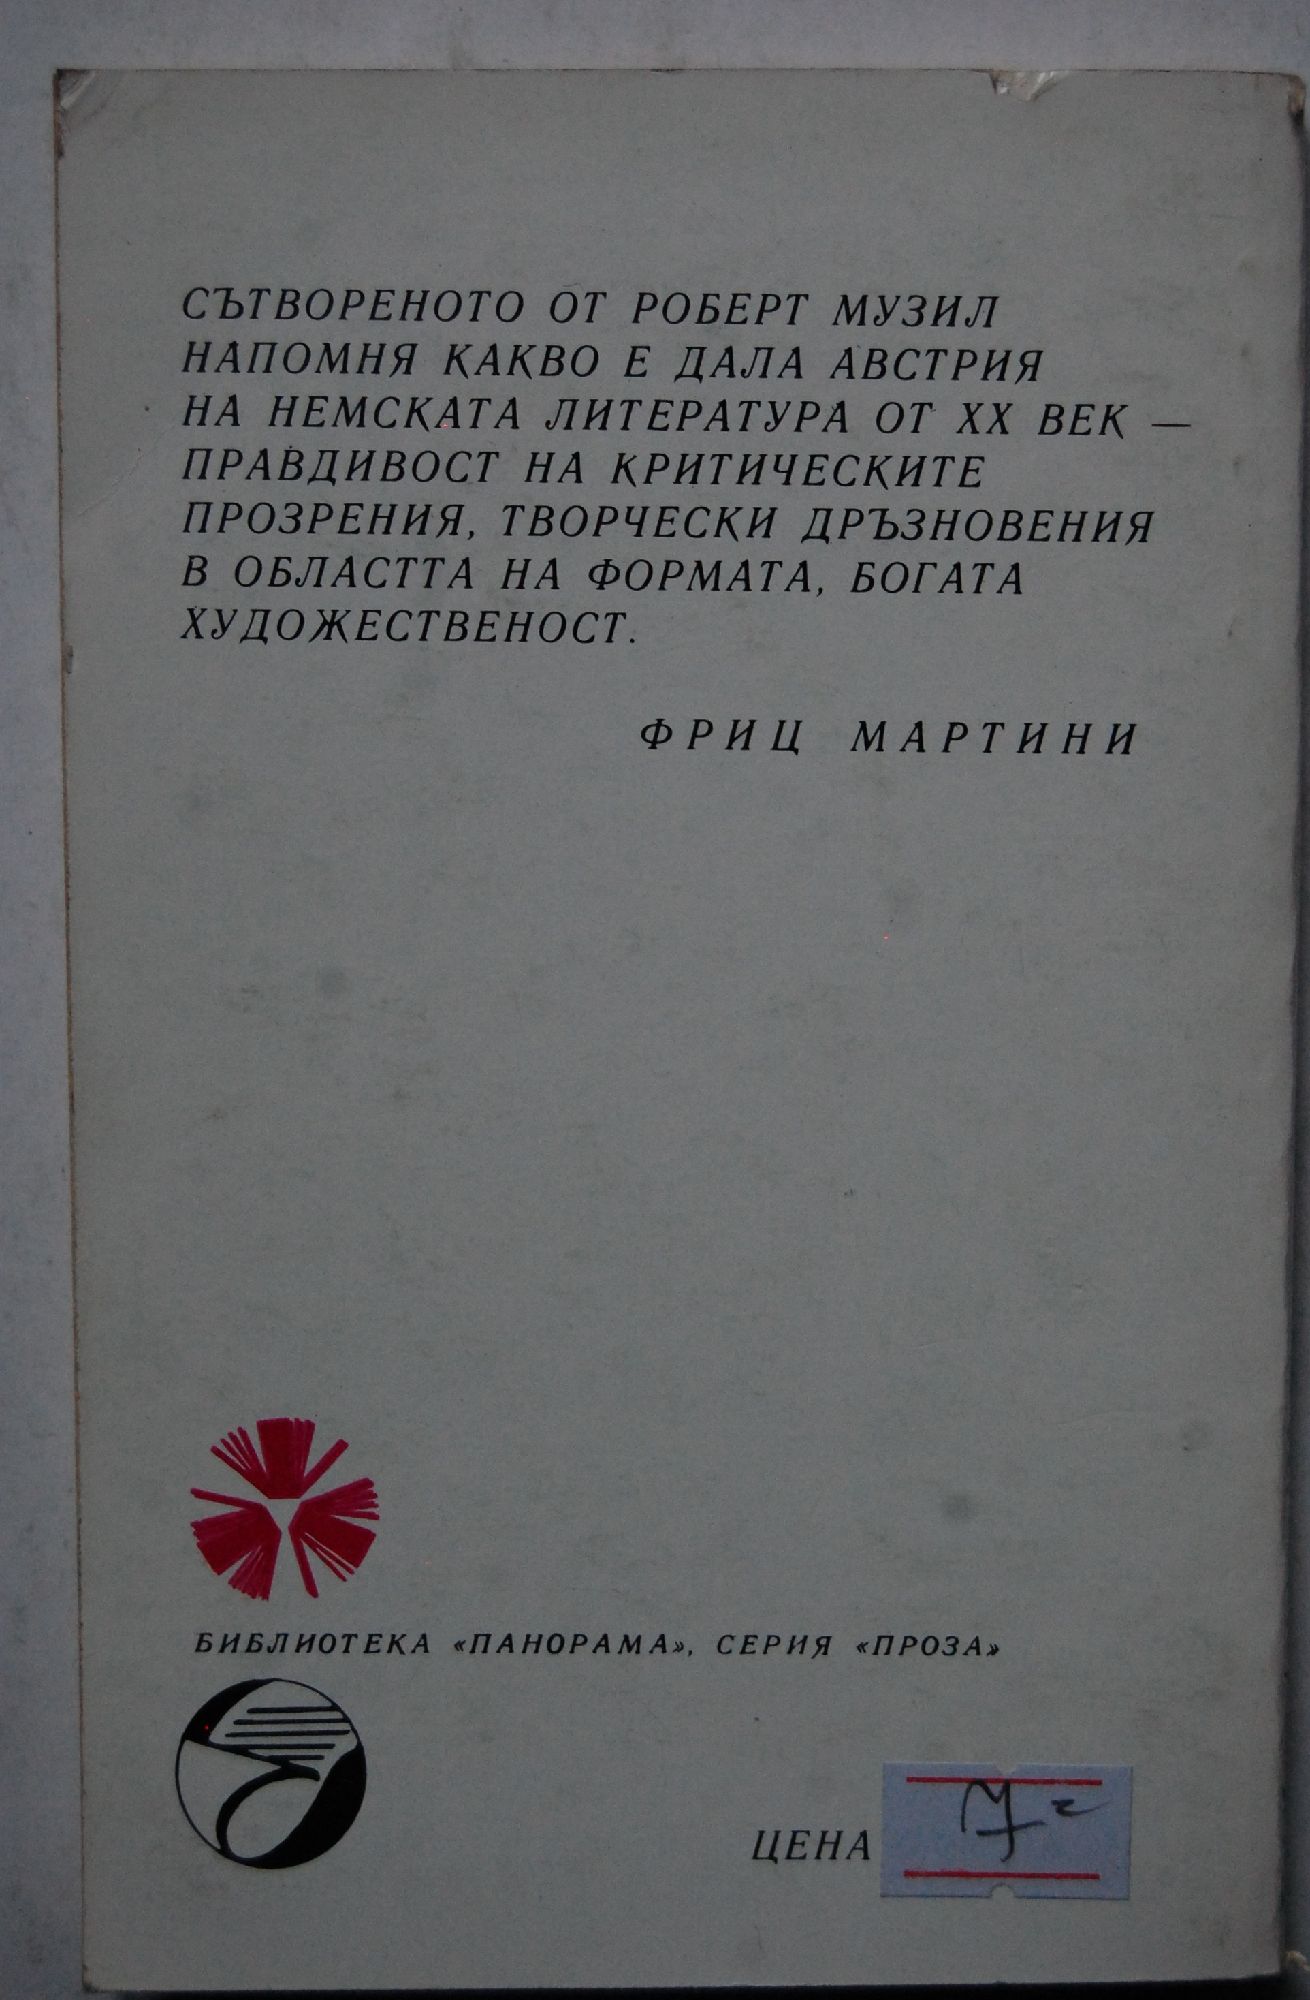 СЪТВОРЕНОТО ОТ РОБЕРТ МУЗИЛ
НАПОМНЯ КАКВО Е ДАЛА АВСТРИЯ
НА НЕМСКАТА ЛИТЕРАТУРА ОТ XX ВЕК —
ПРАВДИВОСТ НА КРИТИЧЕСКИТЕ
ПРОЗРЕНИЯ, ТВОРЧЕСКИ ДРЪЗНОВЕНИЯ
В ОБЛАСТТА НА ФОРМАТА, БОГАТА
ХУДОЖЕСТВЕНОСТ.
ФРИЦ МАРТИНИ
БИБЛИОТЕКА «ПАНОРАМА», СЕРИЯ «ПРОЗА»
ЦЕНА 7=